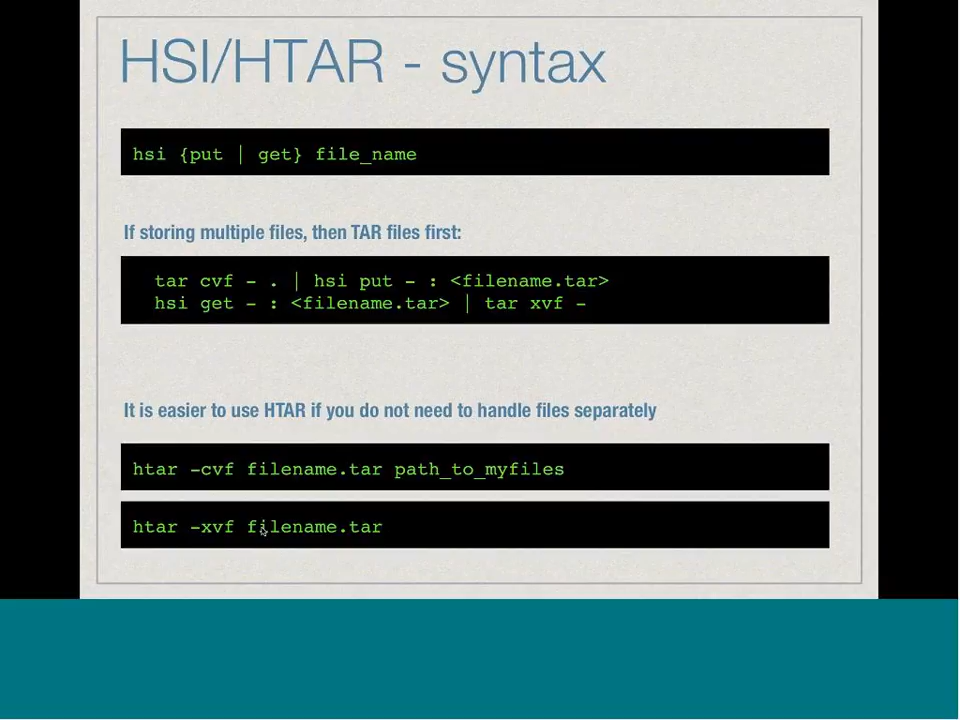 HSI/HTAR - syntax
hsi {put | get} file_name
If storing multiple files, then TAR files first:
tar cvf - . | hsi put - : <filename.tar>
hsi get - : <filename.tar> | tar xvf -
It is easier to use HTAR if you do not need to handle files separately
htar -cvf filename.tar path_to_myfiles
htar -xvf filename.tar